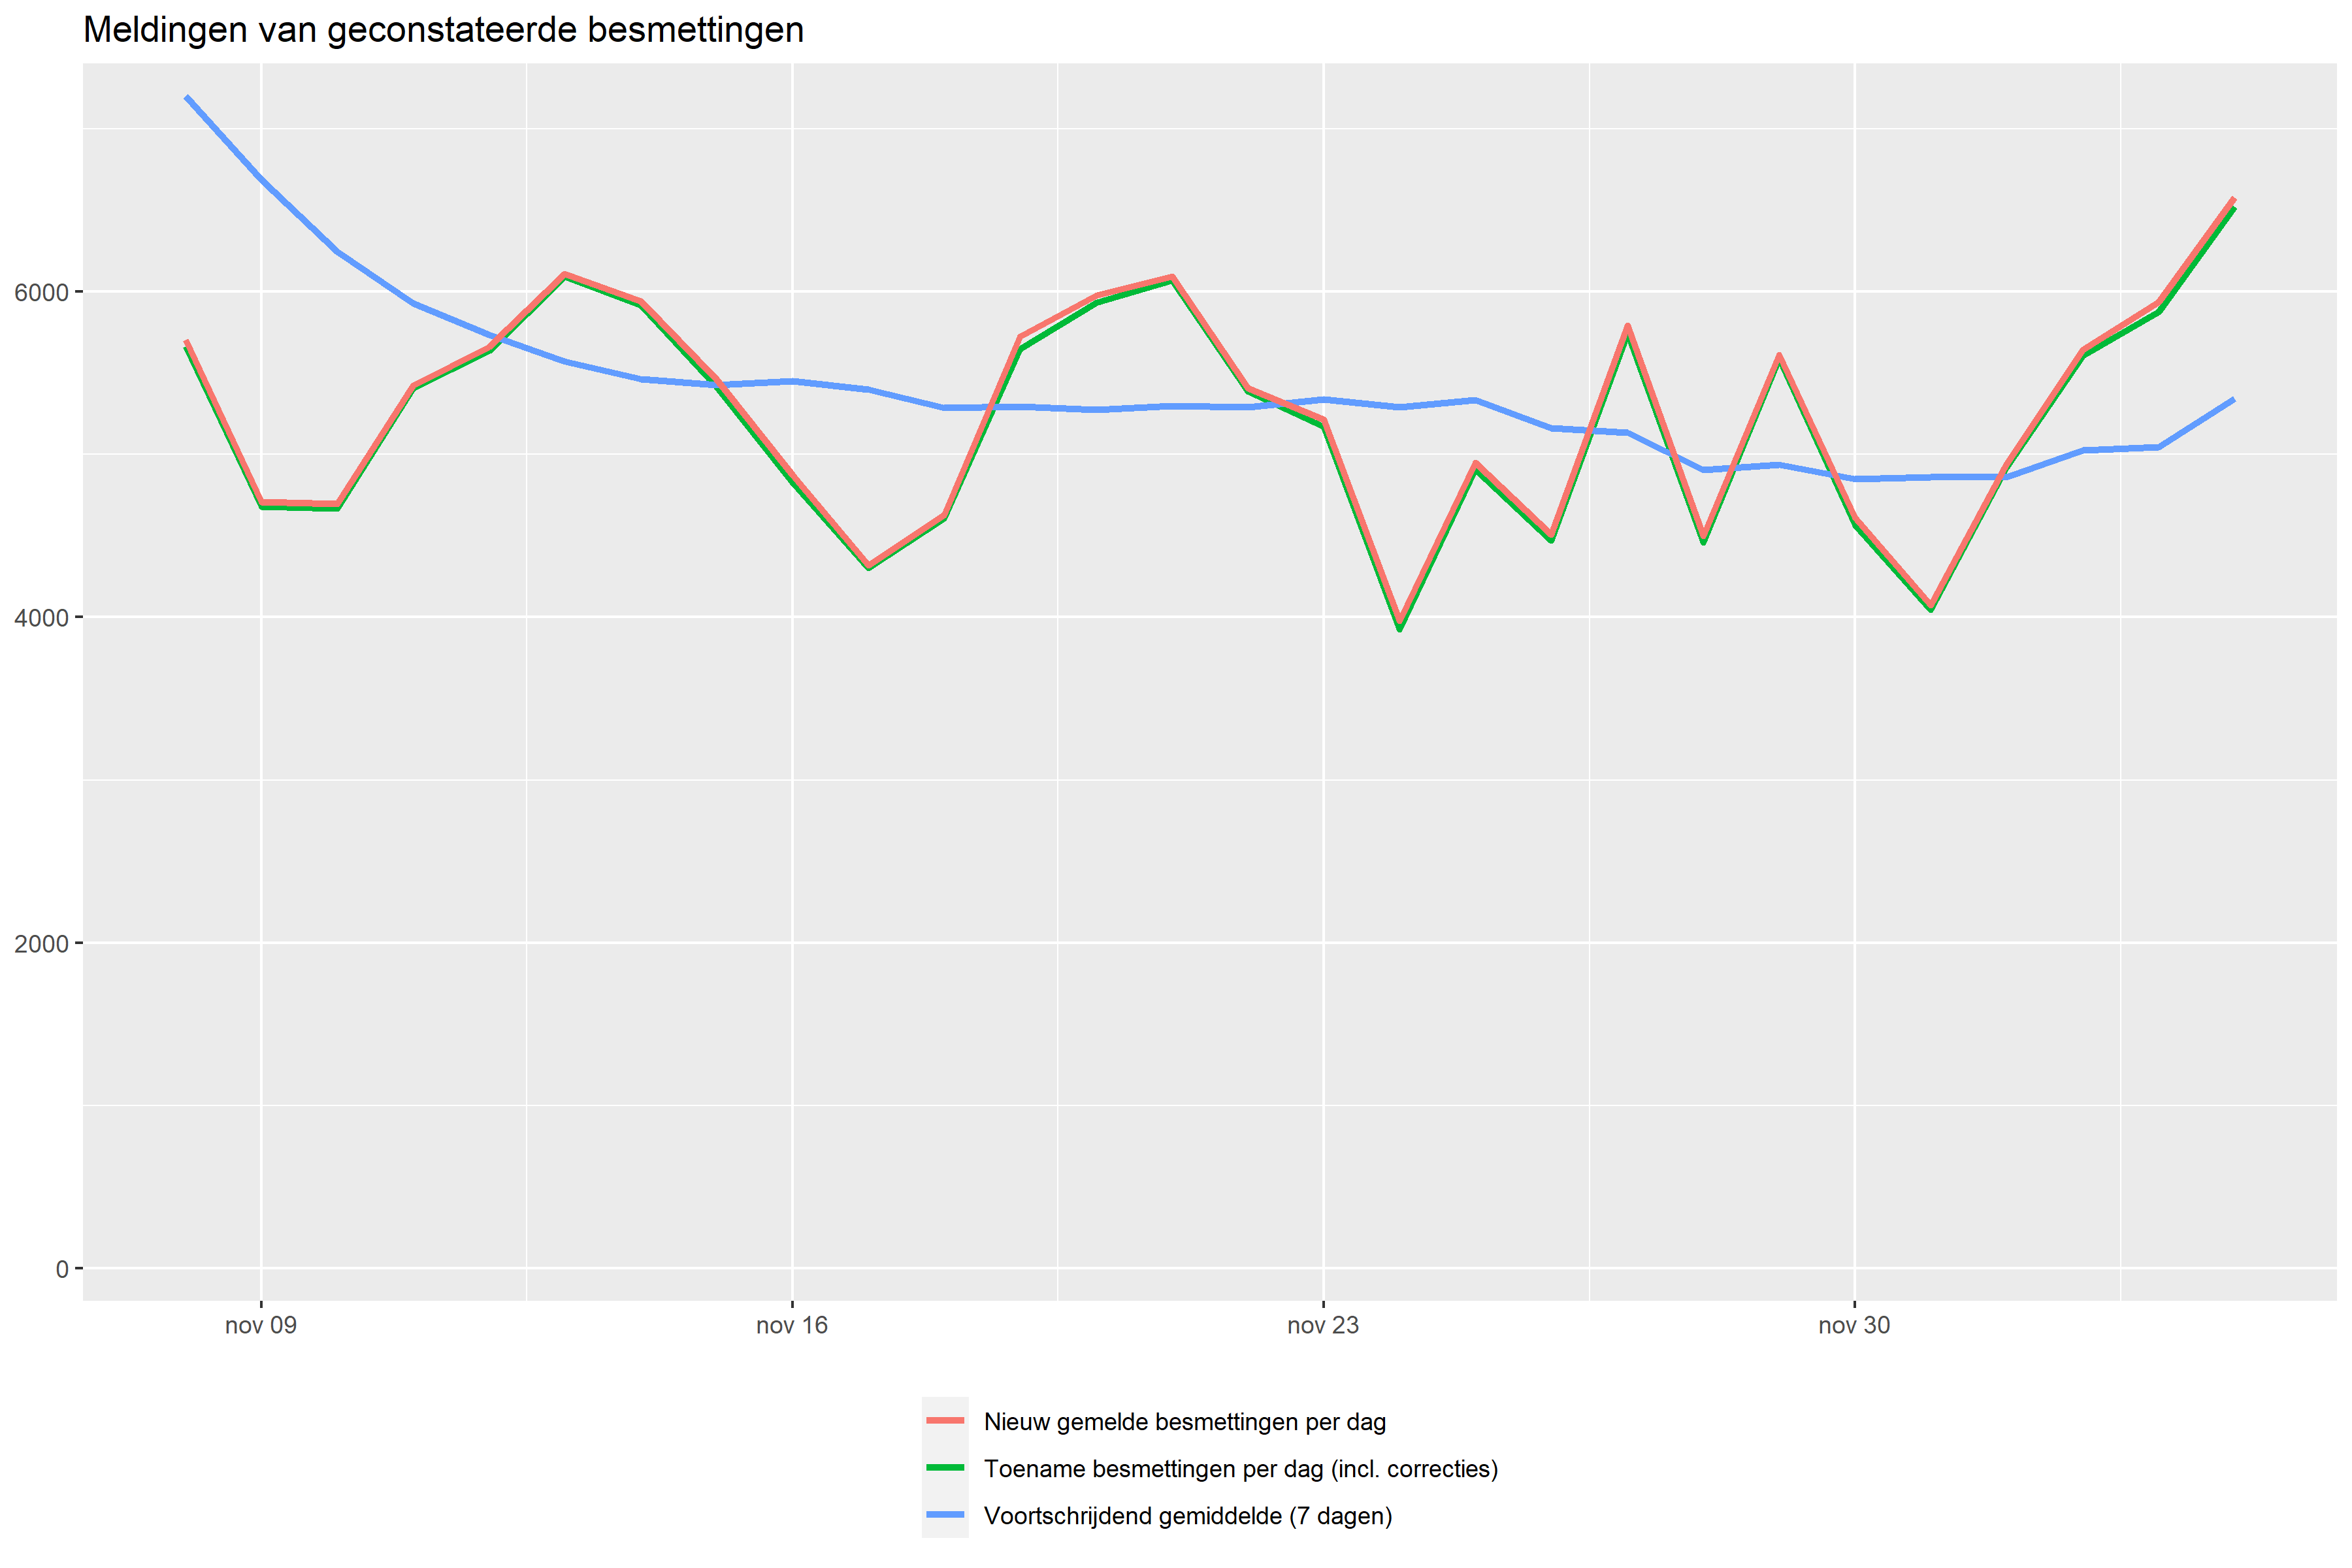 Meldingen van geconstateerde besmettingen
6000
4000
2000
0
nov 09
nov 16
nov 23
nov 30
Nieuw gemelde besmettingen per dag
Toename besmettingen per dag (incl. correcties)
Voortschrijdend gemiddelde (7 dagen)